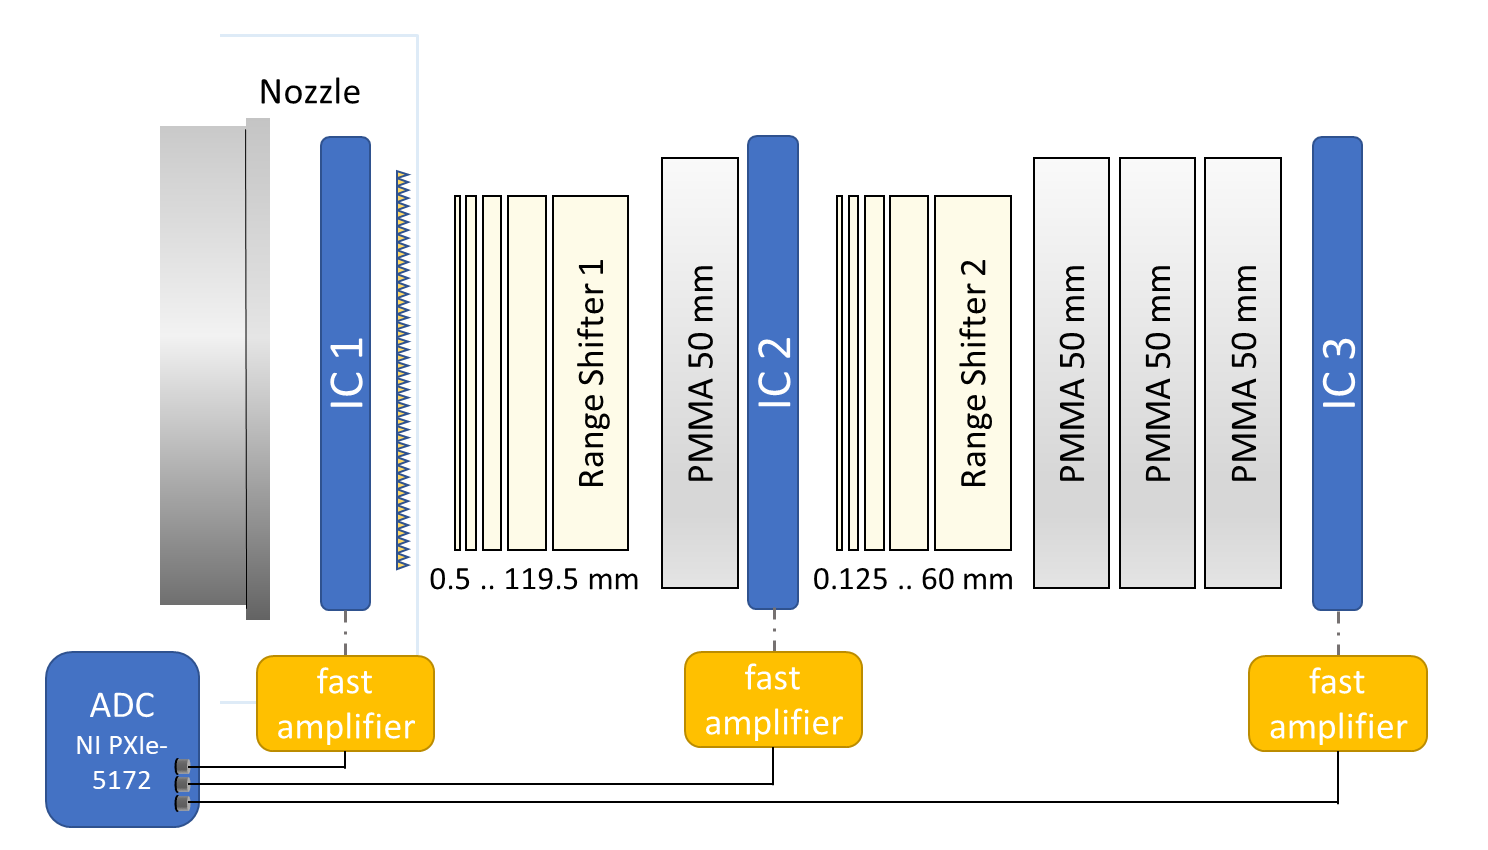 Nozzle
IC 1
Range Shifter 1
0.5 .. 119.5 mm
PMMA 50 mm
IC 2
Range Shifter 2
0.125 .. 60 mm
PMMA 50 mm
PMMA 50 mm
PMMA 50 mm
IC 3
fast
amplifier
fast
amplifier
fast
amplifier
ADC
NI PXIe-
5172